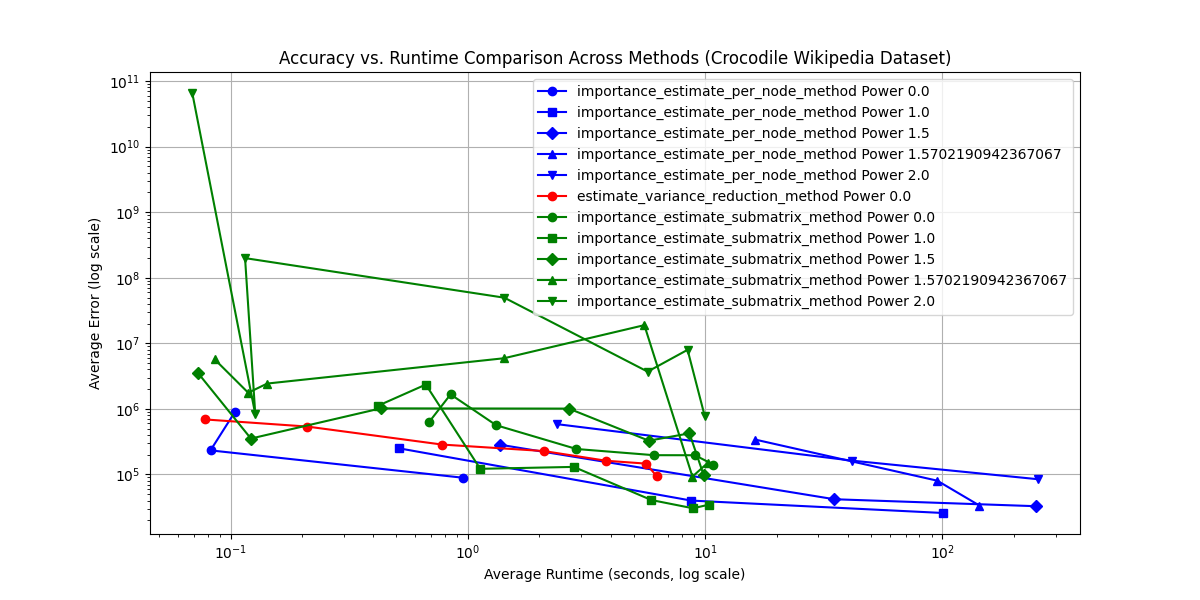 Accuracy vs. Runtime Comparison Across Methods (Crocodile Wikipedia Dataset)
importance_estimate_per_node_method Power 0.0
importance_estimate_per_node_method Power 1.0
importance_estimate_per_node_method Power 1.5
importance_estimate_per_node_method Power 1.5702190942367067
importance_estimate_per_node_method Power 2.0
estimate_variance_reduction_method Power 0.0
importance_estimate_submatrix_method Power 0.0
importance_estimate_submatrix_method Power 1.0
importance_estimate_submatrix_method Power 1.5
importance_estimate_submatrix_method Power 1.5702190942367067
importance_estimate_submatrix_method Power 2.0
Average Error (log scale)
10¹¹
10¹⁰
10⁹
10⁸
10⁷
10⁶
10⁵
10⁻¹ 10⁰ 10¹ 10²
Average Runtime (seconds, log scale)